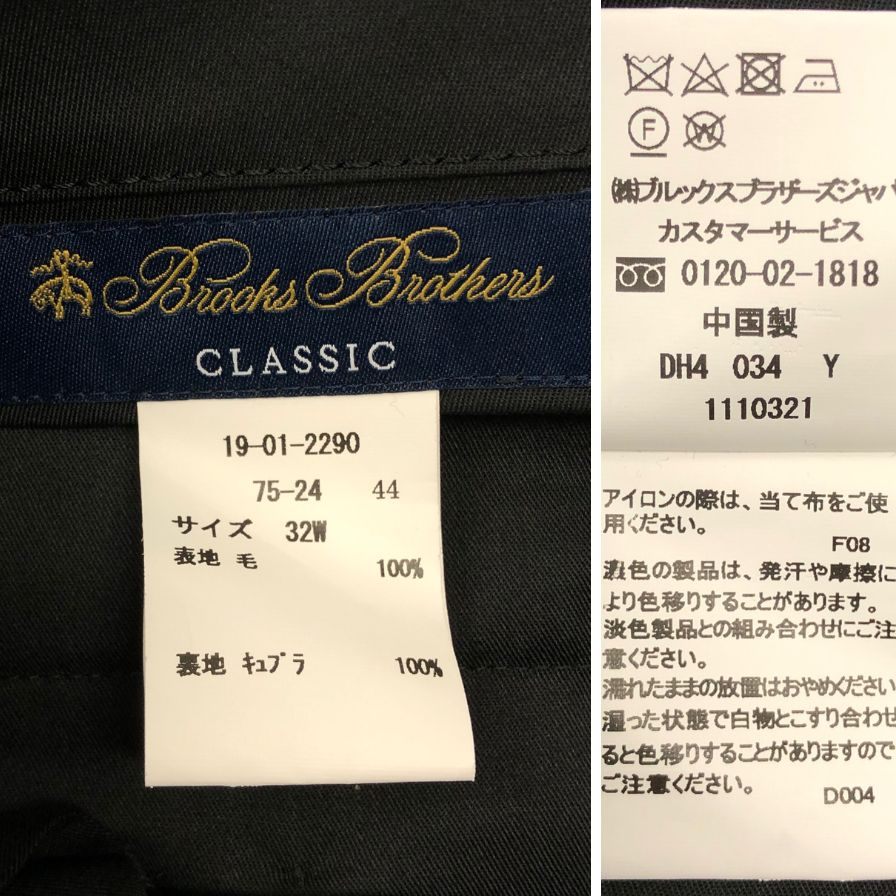 Brooks Brothers
CLASSIC
19-01-2290
75-24 44
サイズ 32W
表地 毛 100%
裏地 キュプラ 100%
F
W
㈱ブルックスブラザーズジャパ
カスタマーサービス
0120-02-1818
中国製
DH4 034 Y
1110321
アイロンの際は、当て布をご使
用ください。
F08
濃色の製品は、発汗や摩擦に
より色移りすることがあります。
淡色製品との組み合わせにご注
意ください。
濡れたままの放置はおやめください
湿った状態で白物とこすり合わせ
ると色移りすることがありますので
ご注意ください。
D004